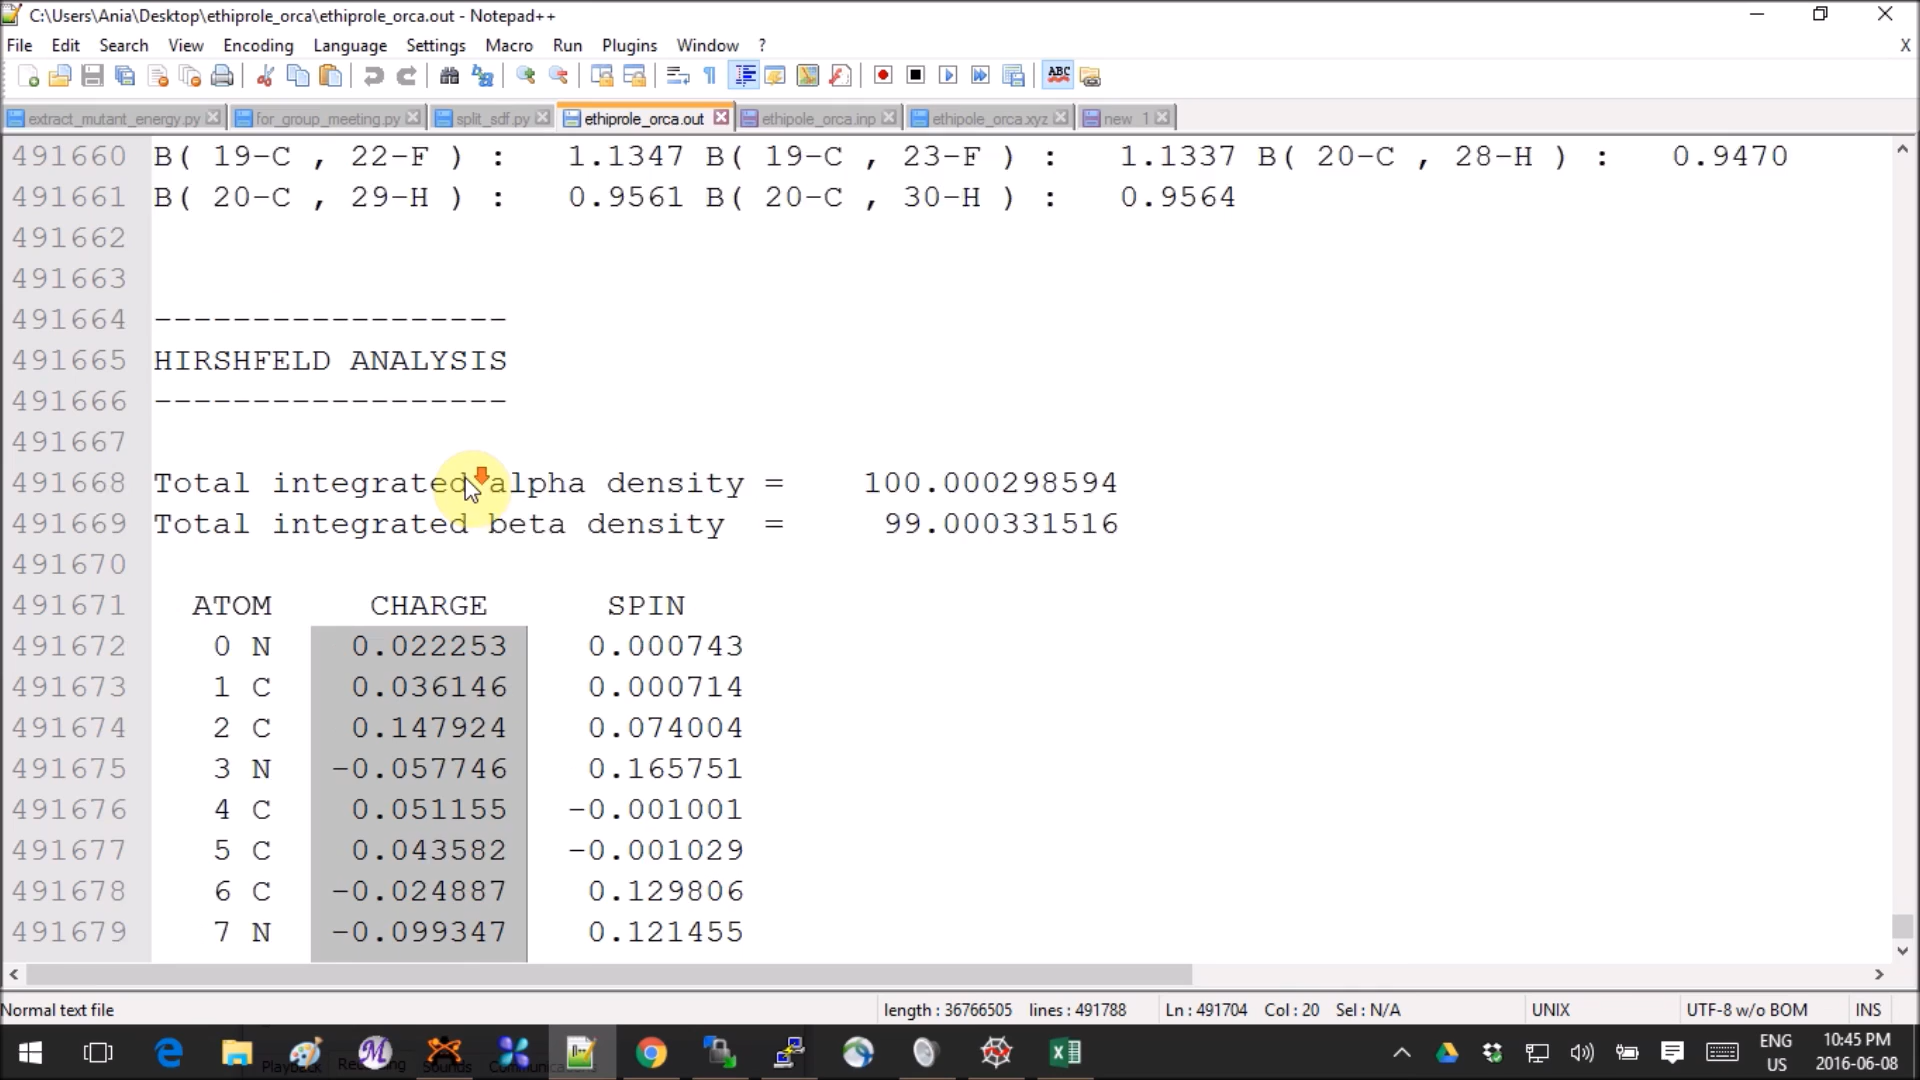 C:\Users\Ania\Desktop\ethiprole_orca\ethiprole_orca.out - Notepad++
File Edit Search View Encoding Language Settings Macro Run Plugins Window ? X
ABC
extract_mutant_energy.py for_group_meeting.py split_sdf.py ethiprole_orca.out ethipole_orca.inp ethipole_orca.xyz new 1
491660 B( 19-C , 22-F ) : 1.1347 B( 19-C , 23-F ) : 1.1337 B( 20-C , 28-H ) : 0.9470
491661 B( 20-C , 29-H ) : 0.9561 B( 20-C , 30-H ) : 0.9564
491662
491663
491664 ------------------
491665 HIRSHFELD ANALYSIS
491666 ------------------
491667
491668 Total integrated alpha density = 100.000298594
491669 Total integrated beta density = 99.000331516
491670
491671 ATOM CHARGE SPIN
491672 0 N 0.022253 0.000743
491673 1 C 0.036146 0.000714
491674 2 C 0.147924 0.074004
491675 3 N -0.057746 0.165751
491676 4 C 0.051155 -0.001001
491677 5 C 0.043582 -0.001029
491678 6 C -0.024887 0.129806
491679 7 N -0.099347 0.121455
Normal text file length : 36766505 lines : 491788 Ln : 491704 Col : 20 Sel : N/A UNIX UTF-8 w/o BOM INS
Playback Recording Sounds Communications
ENG 10:45 PM
US 2016-06-08